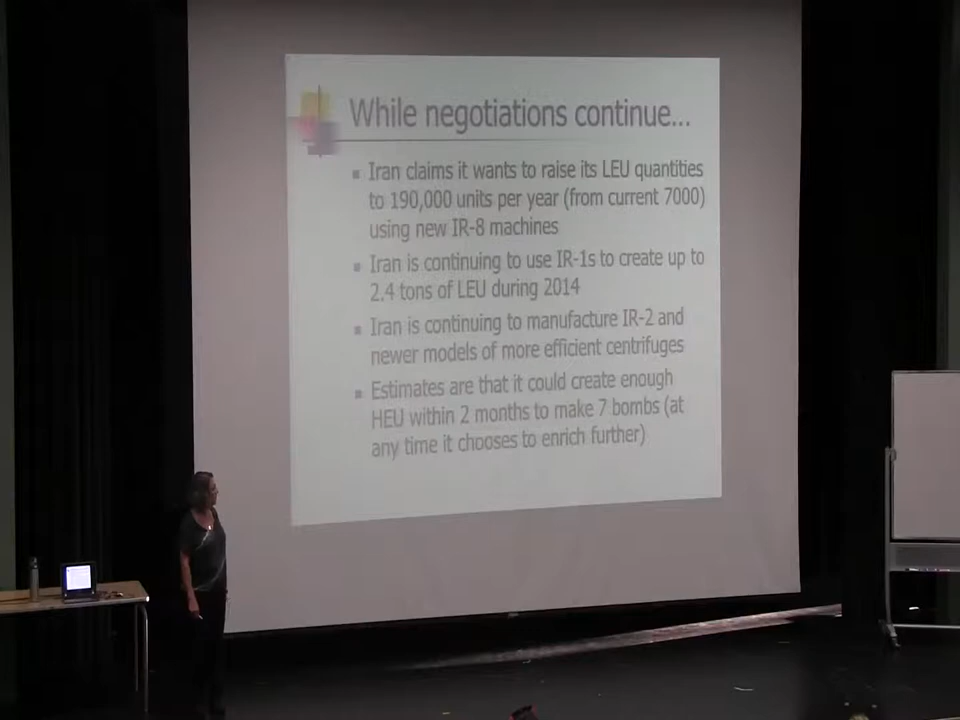 While negotiations continue...
Iran claims it wants to raise its LEU quantities
to 190,000 units per year (from current 7000)
using new IR-8 machines
Iran is continuing to use IR-1s to create up to
2.4 tons of LEU during 2014
Iran is continuing to manufacture IR-2 and
newer models of more efficient centrifuges
Estimates are that it could create enough
HEU within 2 months to make 7 bombs (at
any time it chooses to enrich further)